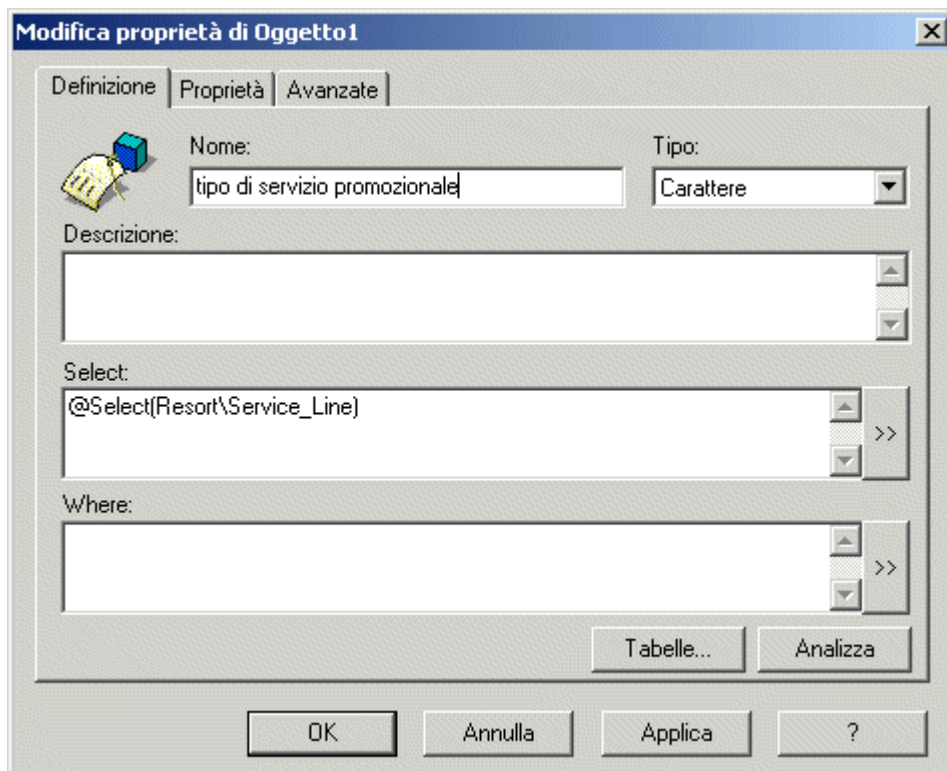 Modifica proprietà di Oggetto1
Definizione Proprietà Avanzate
Nome: Tipo:
tipo di servizio promozionale Carattere
Descrizione:
Select:
@Select(Resort\Service_Line)
>>
Where:
>>
Tabelle... Analizza
OK Annulla Applica ?